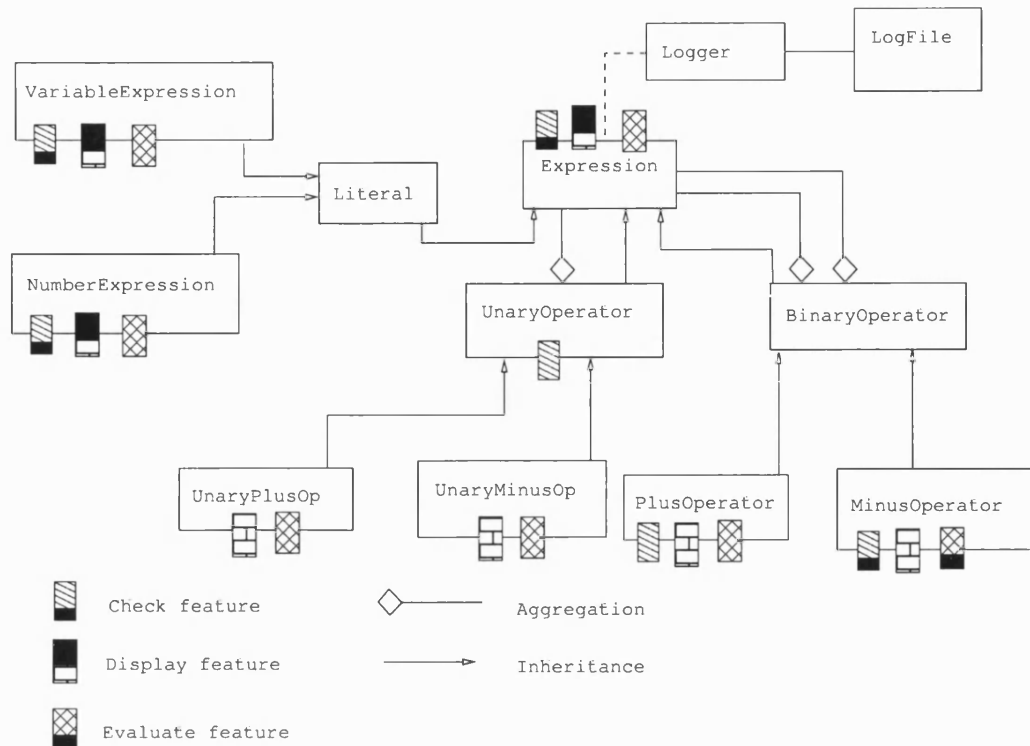 LogFile
Logger
VariableExpression
Expression
Literal
NumberExpression
UnaryOperator
BinaryOperator
UnaryPlusOp
UnaryMinusOp
PlusOperator
MinusOperator
Check feature
Aggregation
Display feature
Inheritance
Evaluate feature